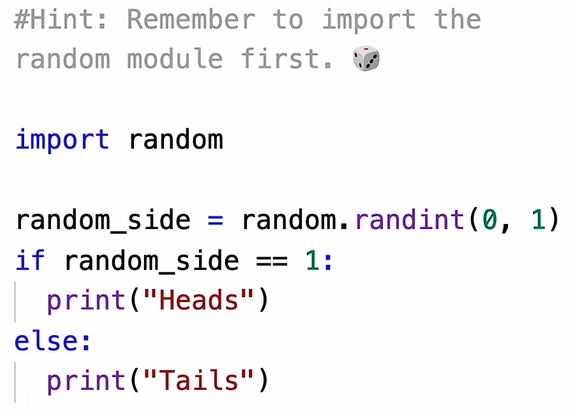 #Hint: Remember to import the
random module first. 🎲
import random
random_side = random.randint(0, 1)
if random_side == 1:
  print("Heads")
else:
  print("Tails")